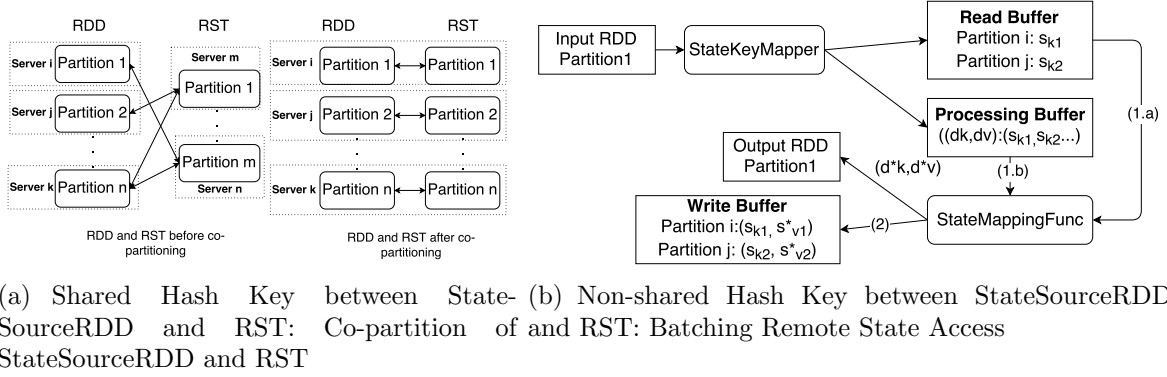 RDD RST
Server i Partition 1
Server j Partition 2
Server k Partition n
Server m
Partition 1
Partition m
Server n
RDD and RST before co-
partitioning
RDD RST
Server i Partition 1 Partition 1
Server j Partition 2 Partition 2
Server k Partition n Partition n
RDD and RST after co-
partitioning
Input RDD
Partition1
StateKeyMapper
Read Buffer
Partition i: sk1
Partition j: sk2
(1.a)
Processing Buffer
((dk,dv):(sk1,sk2...)
(1.b)
Output RDD
Partition1
(d*k,d*v)
StateMappingFunc
(2)
Write Buffer
Partition i:(sk1, s*v1)
Partition j: (sk2, s*v2)
(a) Shared Hash Key between State-
SourceRDD and RST: Co-partition of
StateSourceRDD and RST
(b) Non-shared Hash Key between StateSourceRDD
and RST: Batching Remote State Access